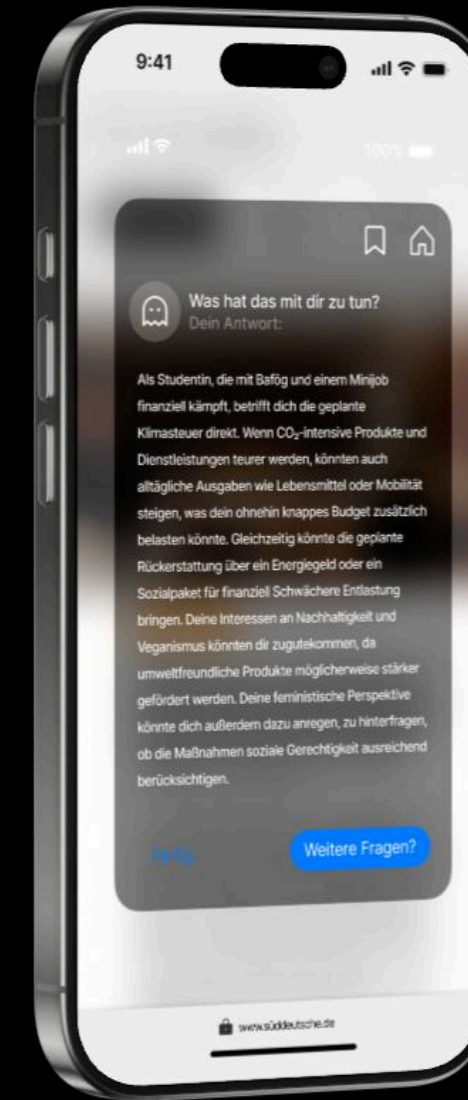 9:41
100%
Was hat das mit dir zu tun?
Dein Antwort:
Als Studentin, die mit Bafög und einem Minijob
finanziell kämpft, betrifft dich die geplante
Klimasteuer direkt. Wenn CO₂-intensive Produkte und
Dienstleistungen teurer werden, könnten auch
alltägliche Ausgaben wie Lebensmittel oder Mobilität
steigen, was dein ohnehin knappes Budget zusätzlich
belasten könnte. Gleichzeitig könnte die geplante
Rückerstattung über ein Energiegeld oder ein
Sozialpaket für finanziell Schwächere Entlastung
bringen. Deine Interessen an Nachhaltigkeit und
Veganismus könnten dir zugutekommen, da
umweltfreundliche Produkte möglicherweise stärker
gefördert werden. Deine feministische Perspektive
könnte dich außerdem dazu anregen, zu hinterfragen,
ob die Maßnahmen soziale Gerechtigkeit ausreichend
berücksichtigen.
Fertig
Weitere Fragen?
www.süddeutsche.de